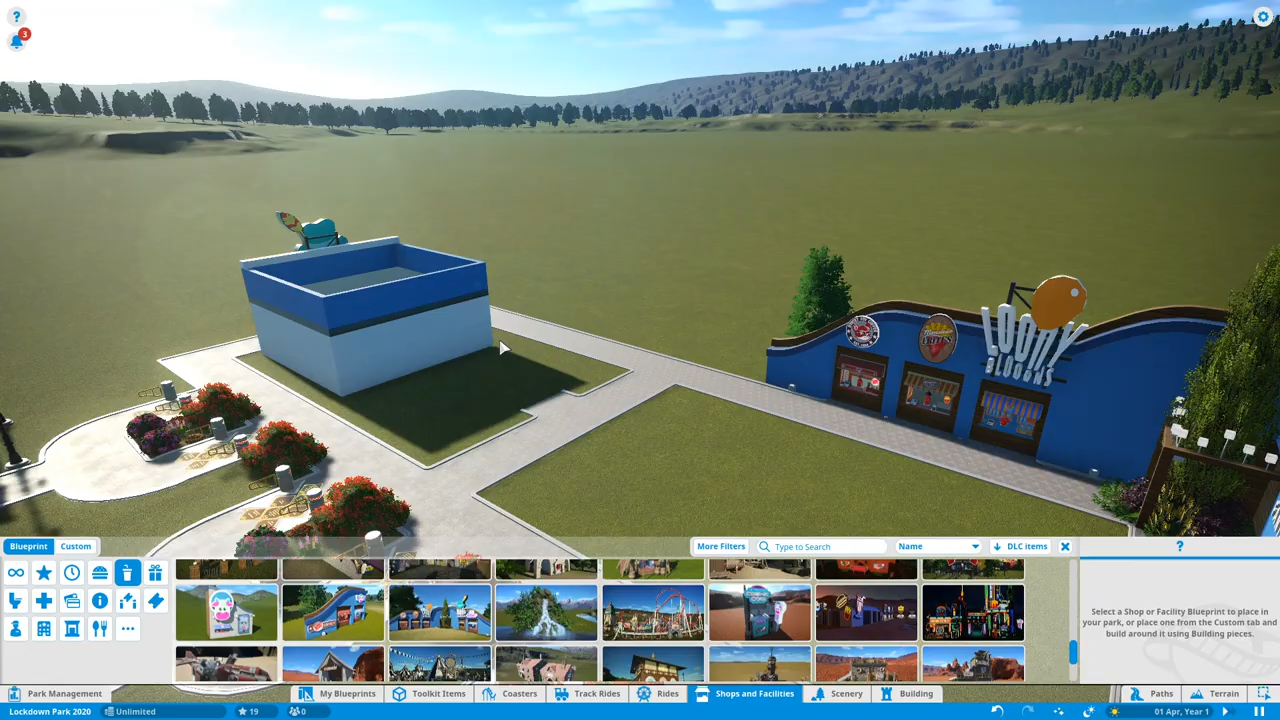 ?
3
LOONY
SLOONS
Blueprint
Custom
More Filters
Type to Search
Name
DLC items
?
Select a Shop or Facility Blueprint to place in
your park, or place one from the Custom tab and
build around it using Building pieces.
Park Management
My Blueprints
Toolkit Items
Coasters
Track Rides
Rides
Shops and Facilities
Scenery
Building
Paths
Terrain
Lockdown Park 2020
Unlimited
19
0
01 Apr, Year 1